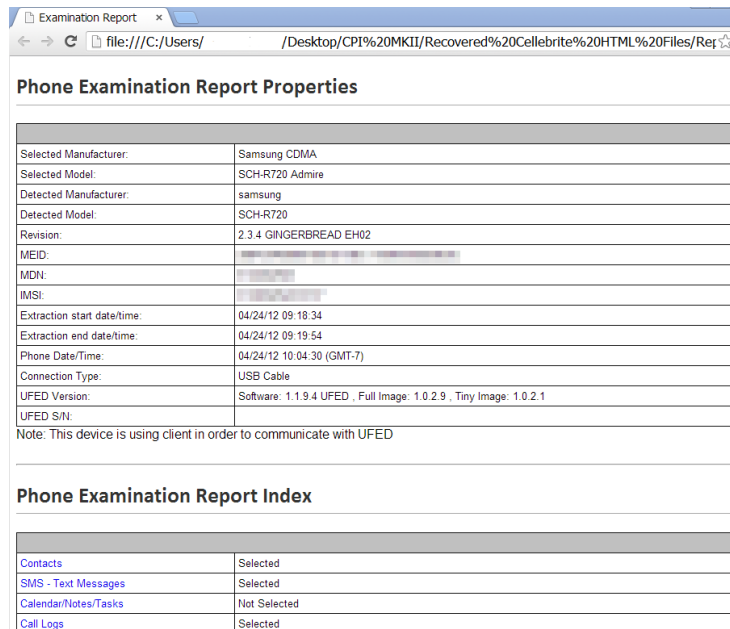 Examination Report ×
file:///C:/Users/ /Desktop/CPI%20MKII/Recovered%20Cellebrite%20HTML%20Files/Rep
Phone Examination Report Properties
Selected Manufacturer: Samsung CDMA
Selected Model: SCH-R720 Admire
Detected Manufacturer: samsung
Detected Model: SCH-R720
Revision: 2.3.4 GINGERBREAD EH02
MEID:
MDN:
IMSI:
Extraction start date/time: 04/24/12 09:18:34
Extraction end date/time: 04/24/12 09:19:54
Phone Date/Time: 04/24/12 10:04:30 (GMT-7)
Connection Type: USB Cable
UFED Version: Software: 1.1.9.4 UFED , Full Image: 1.0.2.9 , Tiny Image: 1.0.2.1
UFED S/N:
Note: This device is using client in order to communicate with UFED
Phone Examination Report Index
Contacts Selected
SMS - Text Messages Selected
Calendar/Notes/Tasks Not Selected
Call Logs Selected